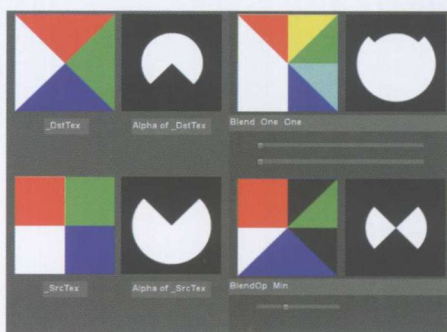 _DstTex
Alpha of _DstTex
Blend One One
_SrcTex
Alpha of _SrcTex
BlendOp Min